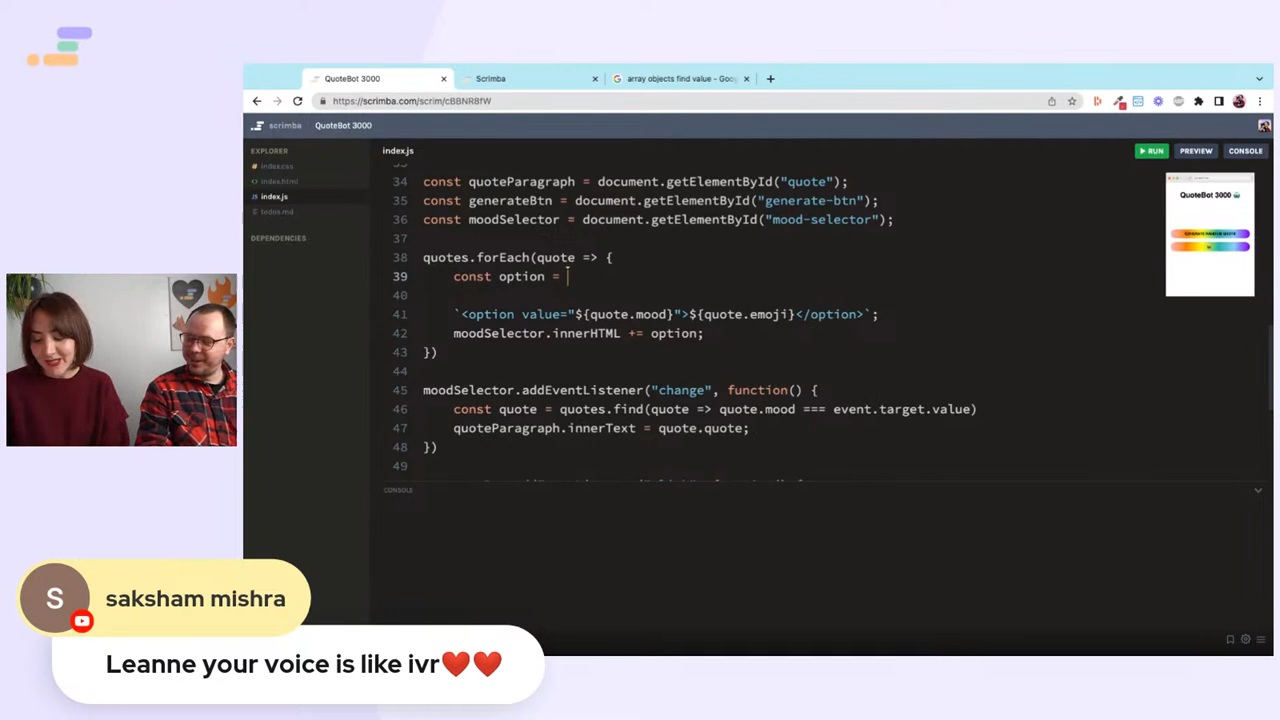 QuoteBot 3000
Scrimba
array objects find value - Goo
https://scrimba.com/scrim/cBBNR8fW
scrimba
QuoteBot 3000
EXPLORER
index.css
index.html
index.js
todos.md
DEPENDENCIES
index.js
RUN
PREVIEW
CONSOLE
34 const quoteParagraph = document.getElementById("quote");
35 const generateBtn = document.getElementById("generate-btn");
36 const moodSelector = document.getElementById("mood-selector");
37
38 quotes.forEach(quote => {
39 const option =
40
41 `<option value="${quote.mood}">${quote.emoji}</option>`;
42 moodSelector.innerHTML += option;
43 })
44
45 moodSelector.addEventListener("change", function() {
46 const quote = quotes.find(quote => quote.mood === event.target.value)
47 quoteParagraph.innerText = quote.quote;
48 })
49
QuoteBot 3000
GENERATE RANDOM QUOTE
CONSOLE
S
saksham mishra
Leanne your voice is like ivr❤️❤️